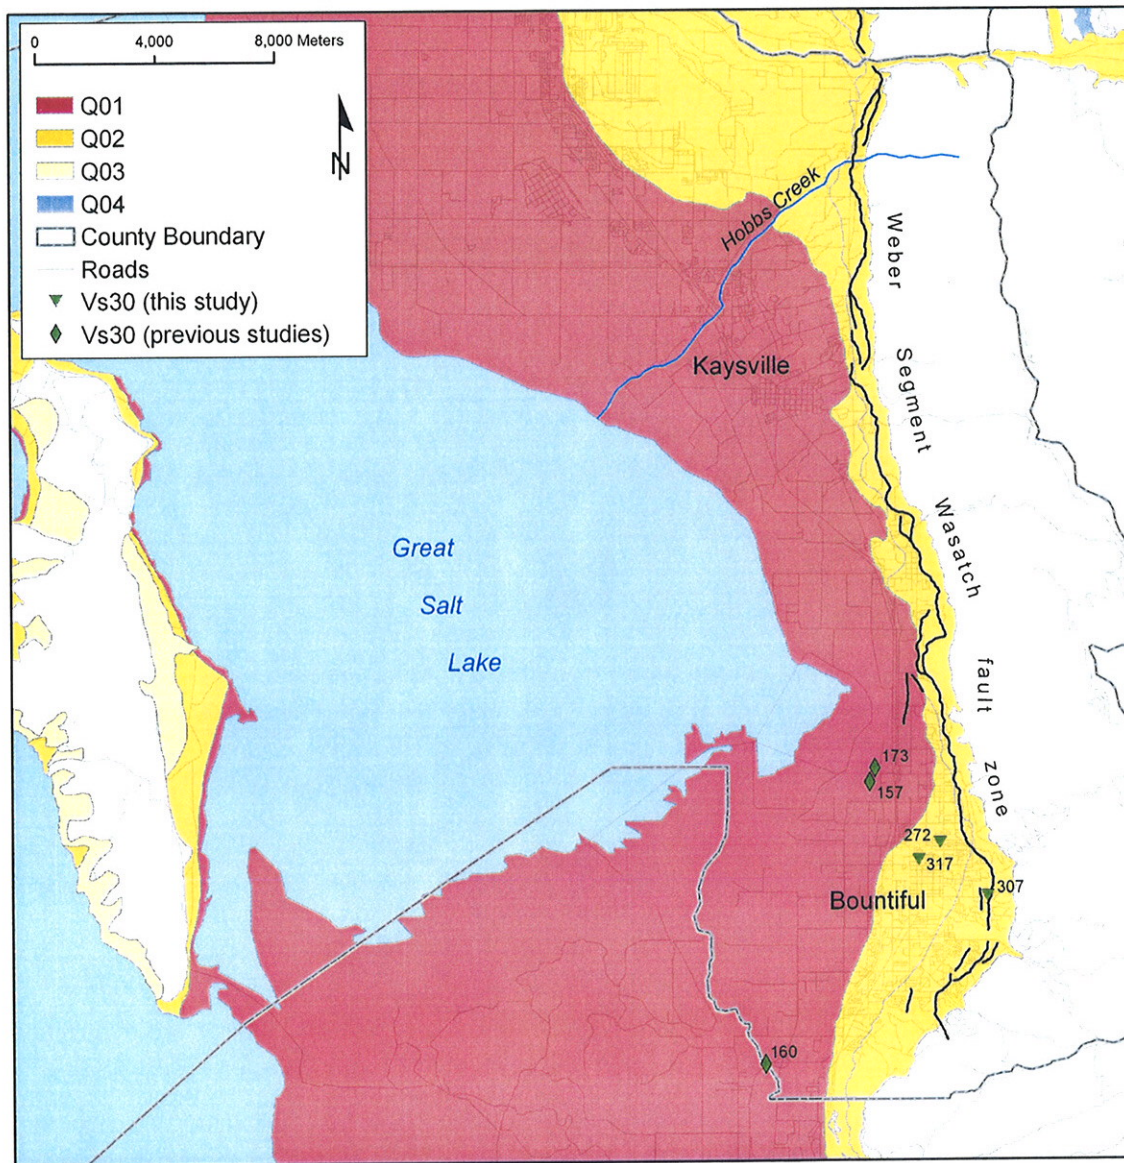 0 4,000 8,000 Meters
Q01
Q02
Q03
Q04
County Boundary
Roads
Vs30 (this study)
Vs30 (previous studies)
N
Hobbs Creek
Weber
Segment
Kaysville
Wasatch
Great
Salt
Lake
fault
zone
173
157
272
317
307
Bountiful
160